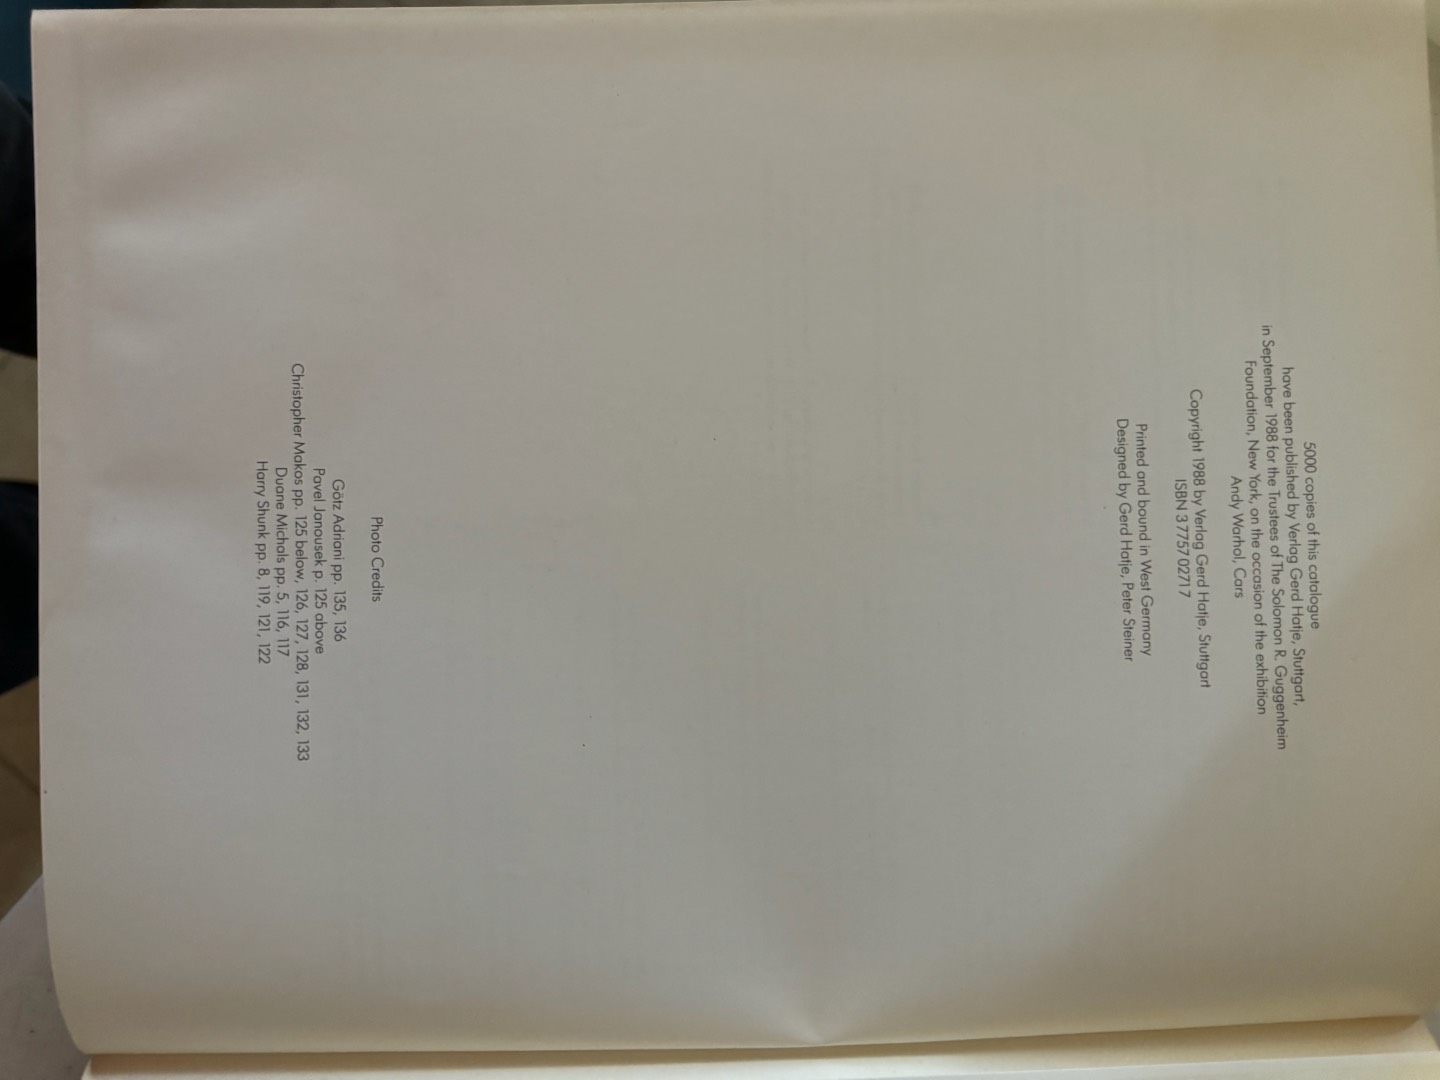 5000 copies of this catalogue
have been published by Verlag Gerd Hatje, Stuttgart,
in September 1988 for the Trustees of The Solomon R. Guggenheim
Foundation, New York, on the occasion of the exhibition
Andy Warhol, Cars
Copyright 1988 by Verlag Gerd Hatje, Stuttgart
ISBN 3 7757 0271 7
Printed and bound in West Germany
Designed by Gerd Hatje, Peter Steiner
Photo Credits
Götz Adriani pp. 135, 136
Pavel Janousek p. 125 above
Christopher Makos pp. 125 below, 126, 127, 128, 131, 132, 133
Duane Michals pp. 5, 116, 117
Harry Shunk pp. 8, 119, 121, 122